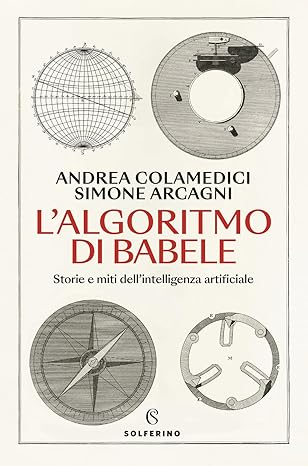 ANDREA COLAMEDICI
SIMONE ARCAGNI
L'ALGORITMO
DI BABELE
Storie e miti dell'intelligenza artificiale
SOLFERINO